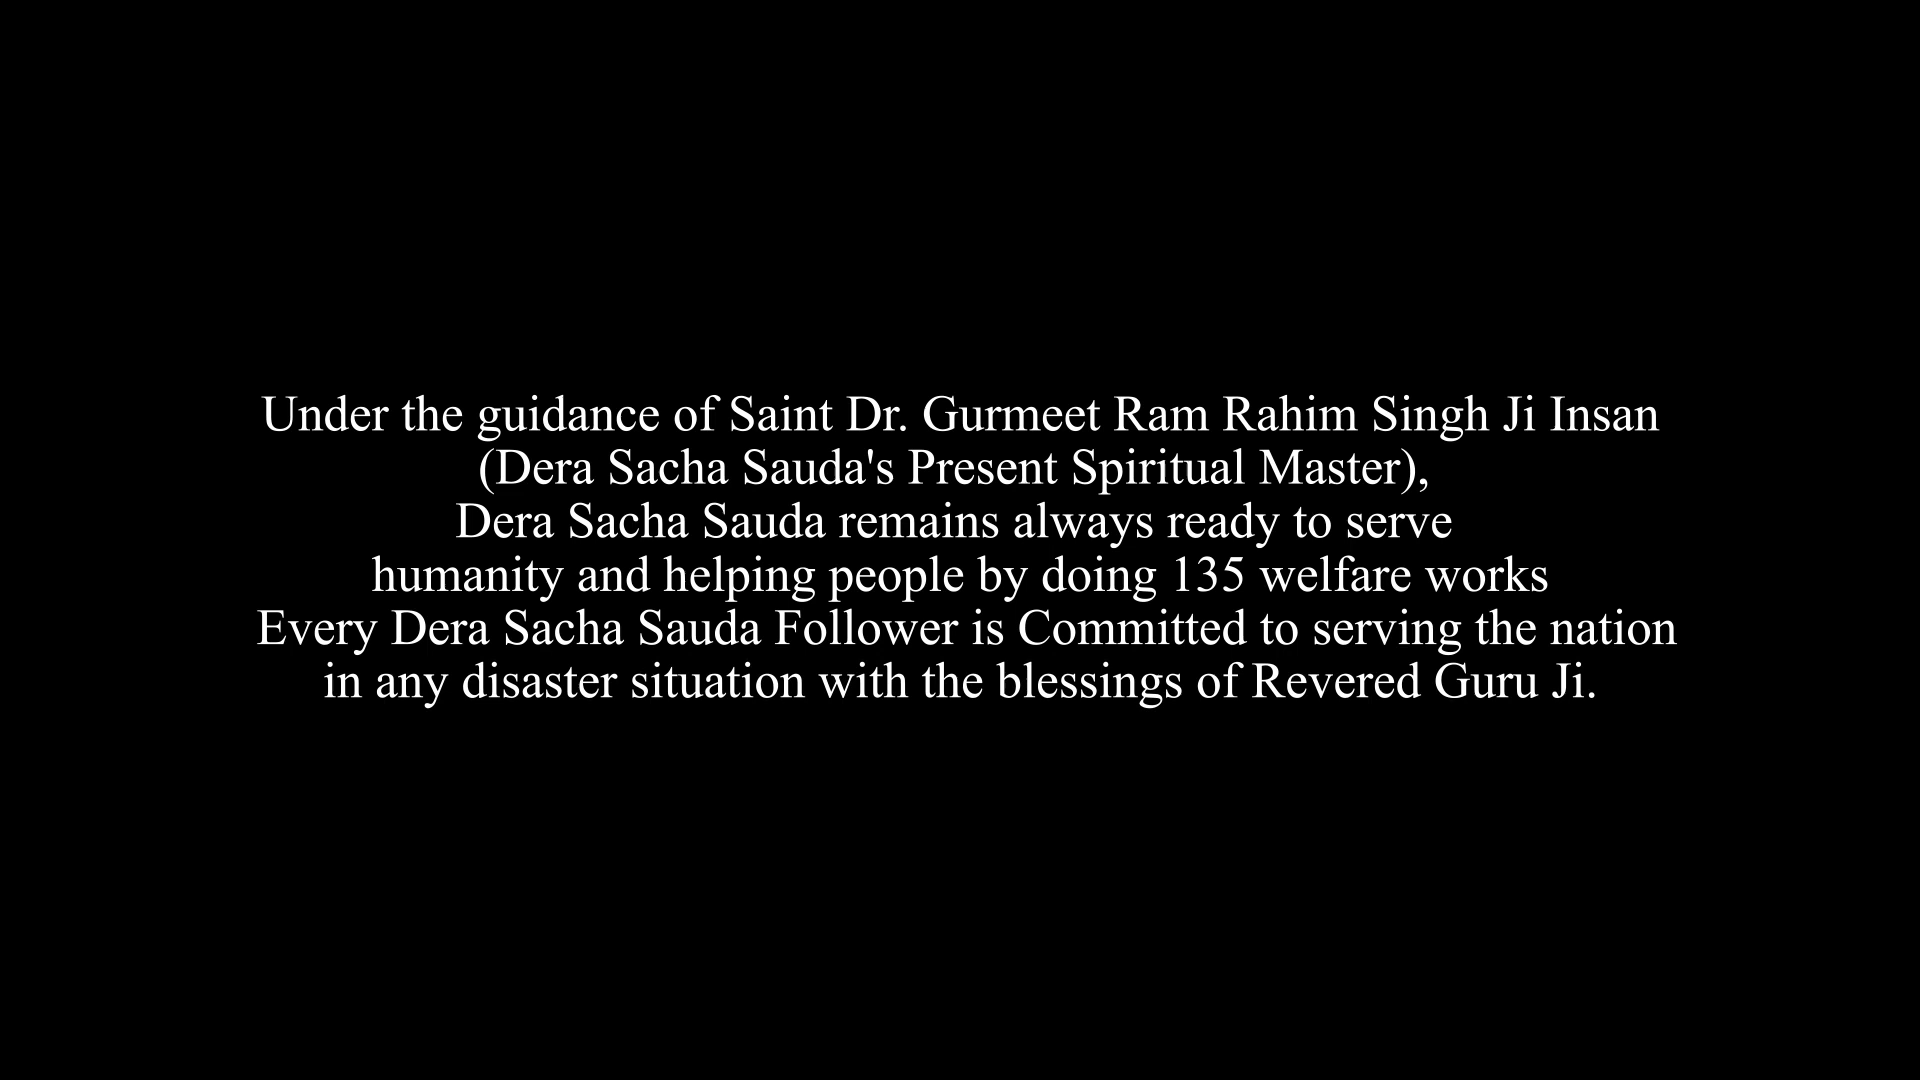 Under the guidance of Saint Dr. Gurmeet Ram Rahim Singh Ji Insan
(Dera Sacha Sauda's Present Spiritual Master),
Dera Sacha Sauda remains always ready to serve
humanity and helping people by doing 135 welfare works
Every Dera Sacha Sauda Follower is Committed to serving the nation
in any disaster situation with the blessings of Revered Guru Ji.